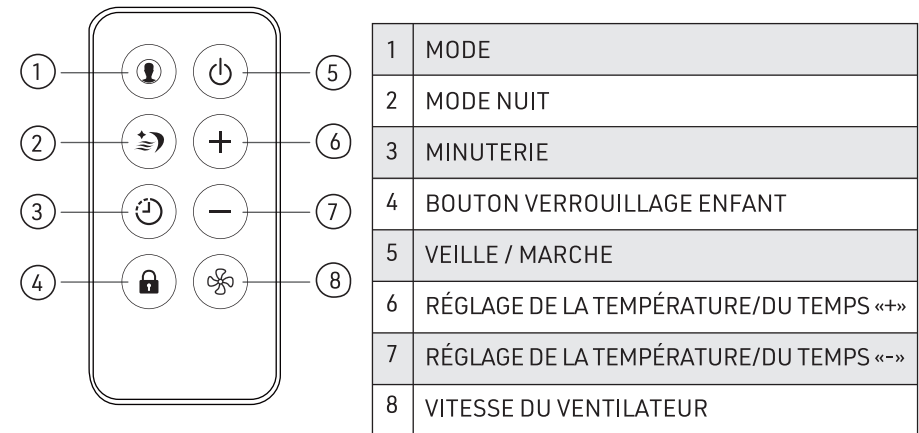 1
2
3
4
5
6
7
8
1 MODE
2 MODE NUIT
3 MINUTERIE
4 BOUTON VERROUILLAGE ENFANT
5 VEILLE / MARCHE
6 RÉGLAGE DE LA TEMPÉRATURE/DU TEMPS «+»
7 RÉGLAGE DE LA TEMPÉRATURE/DU TEMPS «-»
8 VITESSE DU VENTILATEUR